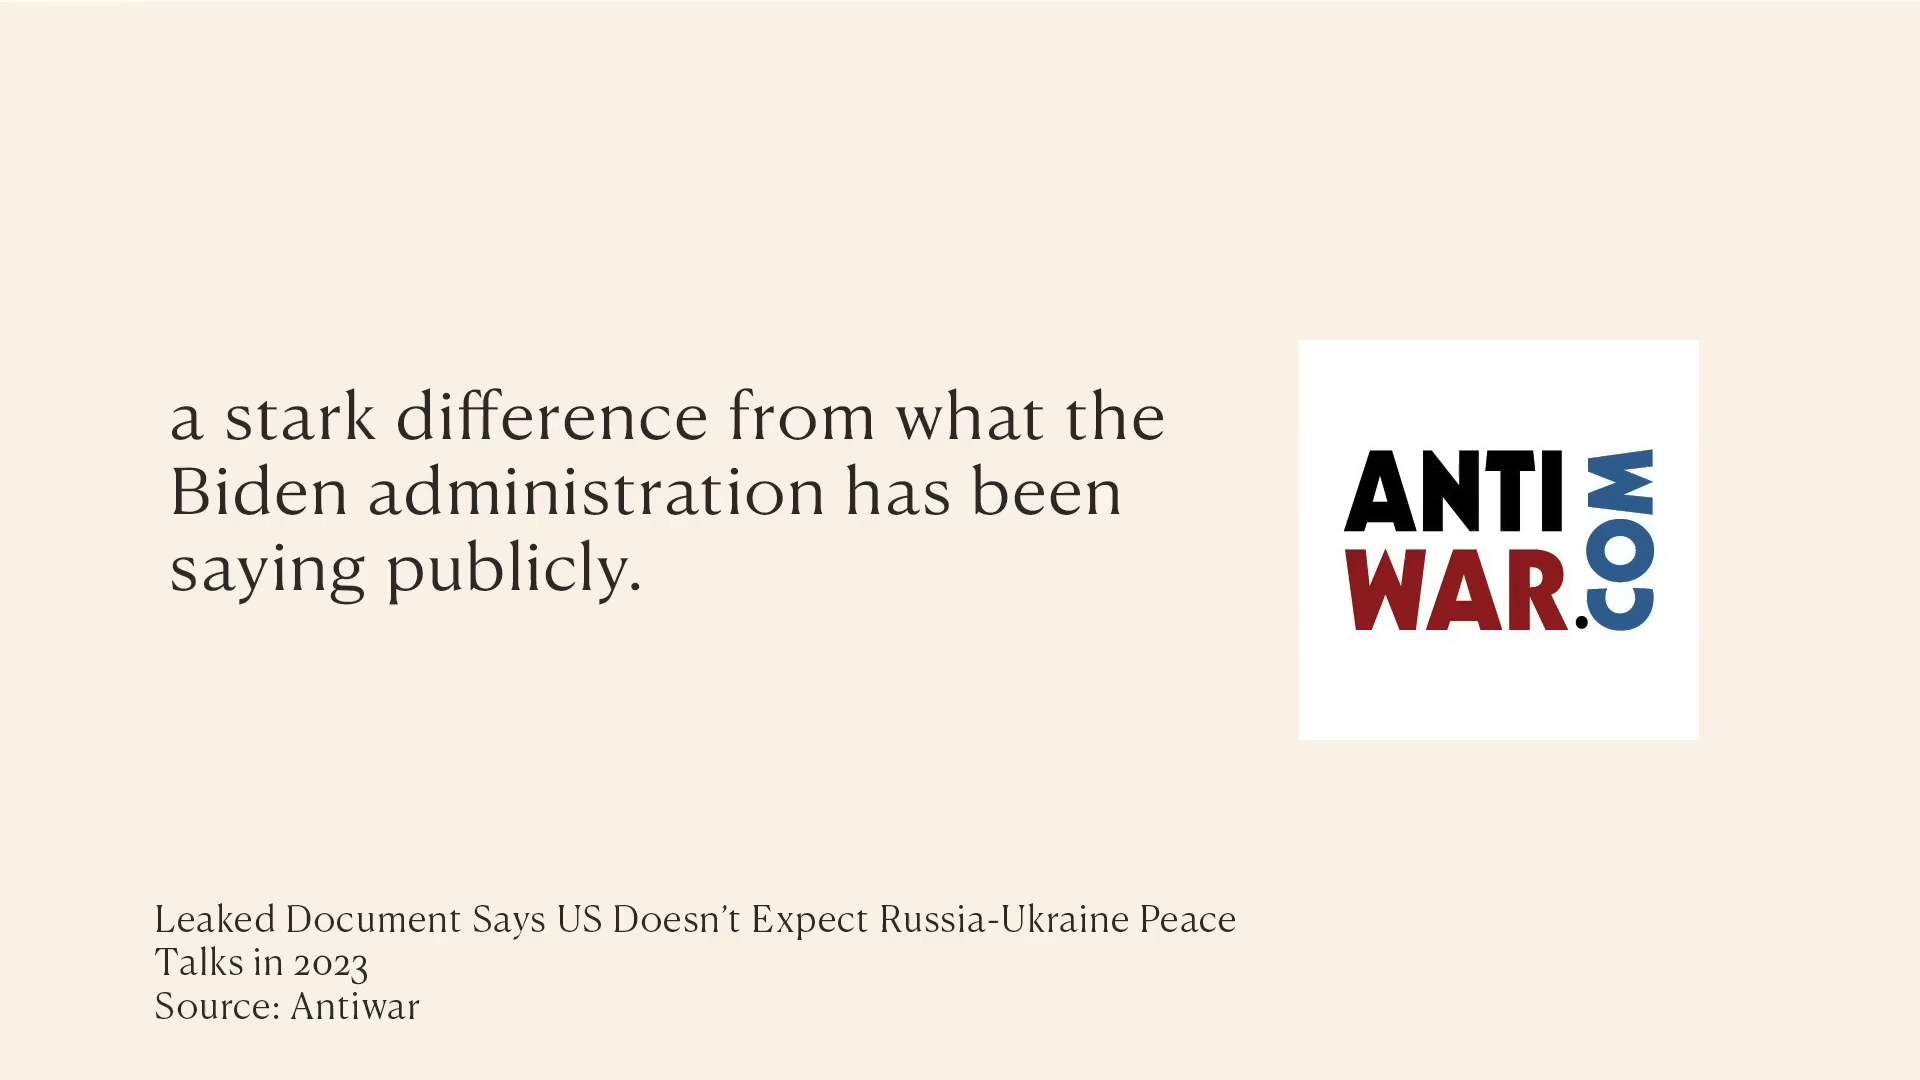 a stark difference from what the
Biden administration has been
saying publicly.
ANTI
WAR.COM
Leaked Document Says US Doesn’t Expect Russia-Ukraine Peace
Talks in 2023
Source: Antiwar